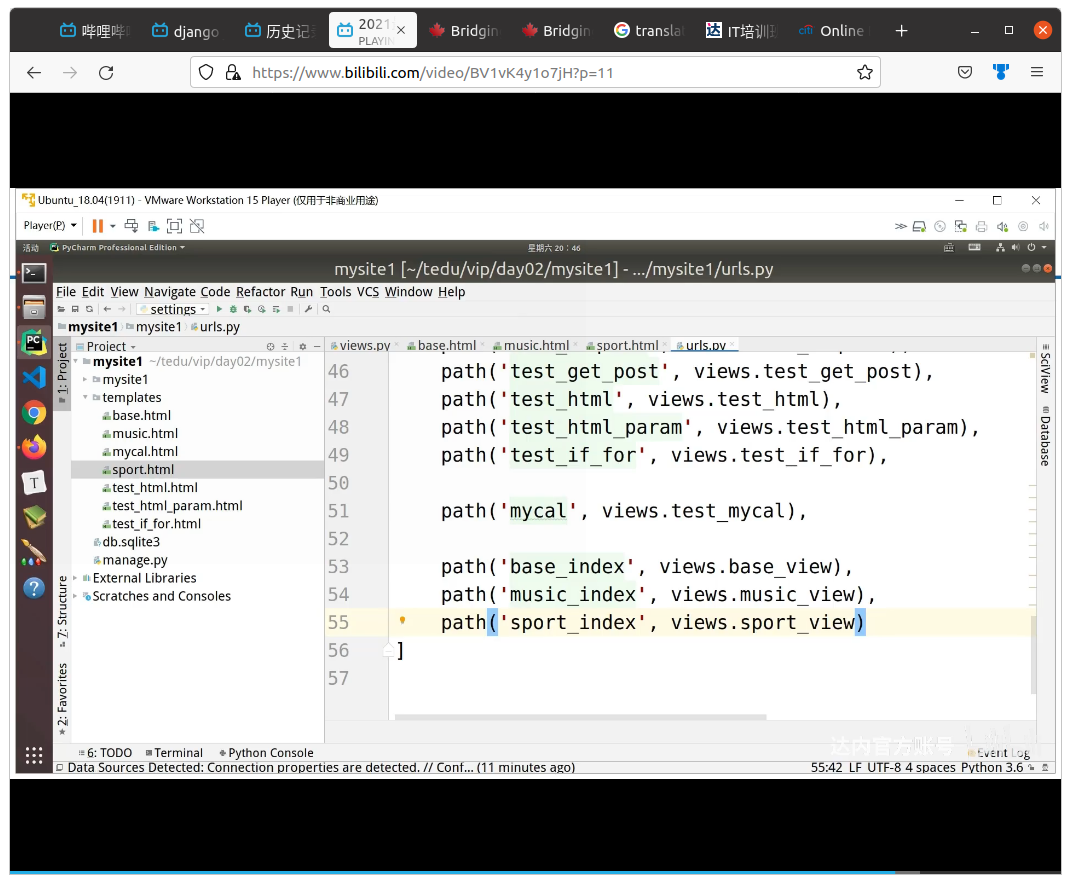 哔哩哔哩
django
历史记
2021
PLAYIN
Bridgin
Bridgin
translat
IT培训班
citi Online
https://www.bilibili.com/video/BV1vK4y1o7jH?p=11
Ubuntu_18.04(1911) - VMware Workstation 15 Player (仅用于非商业用途)
Player(P)
活动 PyCharm Professional Edition 星期六 20：46
mysite1 [~/tedu/vip/day02/mysite1] - .../mysite1/urls.py
File Edit View Navigate Code Refactor Run Tools VCS Window Help
settings
mysite1 mysite1 urls.py
Project views.py base.html music.html sport.html urls.py
1: Project
mysite1 ~/tedu/vip/day02/mysite1
mysite1
templates
base.html
music.html
mycal.html
sport.html
test_html.html
test_html_param.html
test_if_for.html
db.sqlite3
manage.py
External Libraries
Scratches and Consoles
7: Structure
2: Favorites
46 path('test_get_post', views.test_get_post),
47 path('test_html', views.test_html),
48 path('test_html_param', views.test_html_param),
49 path('test_if_for', views.test_if_for),
50
51 path('mycal', views.test_mycal),
52
53 path('base_index', views.base_view),
54 path('music_index', views.music_view),
55 path('sport_index', views.sport_view)
56 ]
57
SciView
Database
达内官方账号
6: TODO Terminal Python Console Event Log
Data Sources Detected: Connection properties are detected. // Conf... (11 minutes ago) 55:42 LF UTF-8 4 spaces Python 3.6